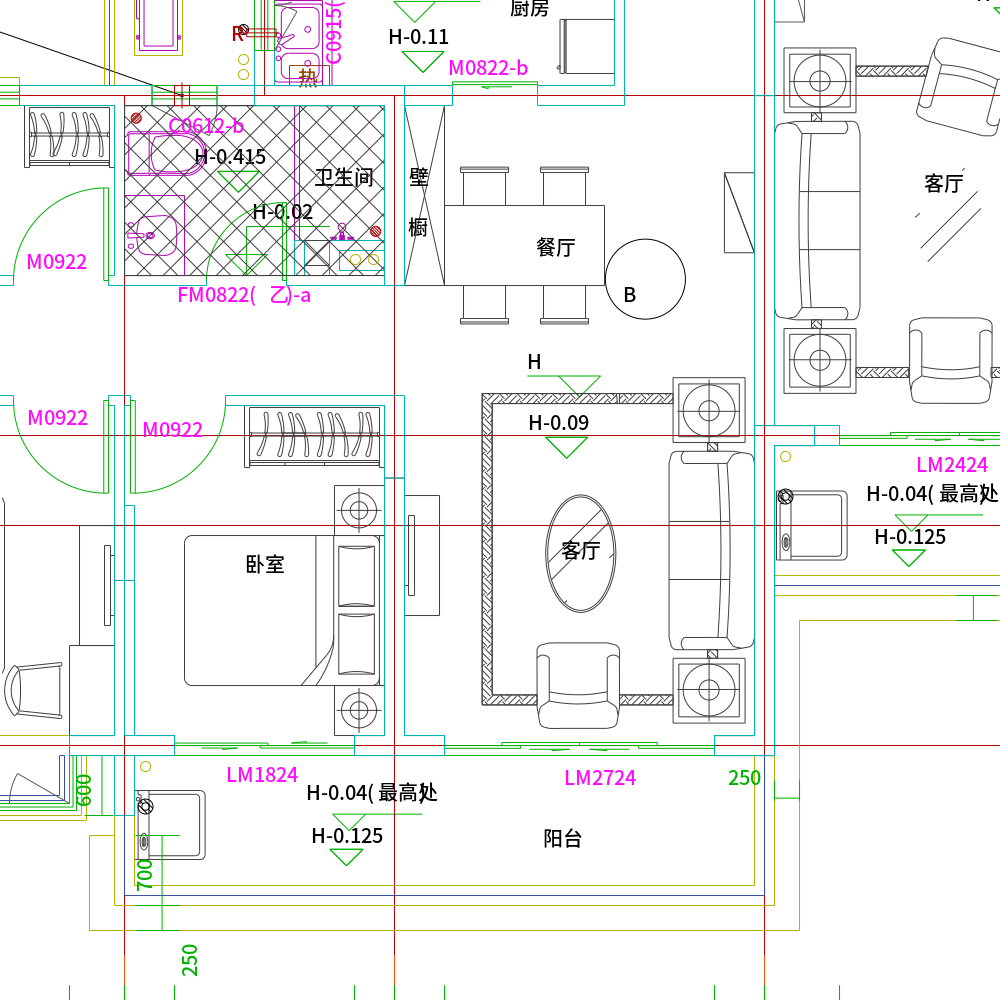 厨房
R
C0915(
H-0.11
热
M0822-b
C0612-b
H-0.415
卫生间
壁
橱
客厅
H-0.02
餐厅
M0922
FM0822( 乙)-a
B
H
M0922
M0922
H-0.09
LM2424
H-0.04( 最高处
H-0.125
客厅
卧室
LM1824
LM2724
250
600
H-0.04( 最高处)
H-0.125
阳台
700
250